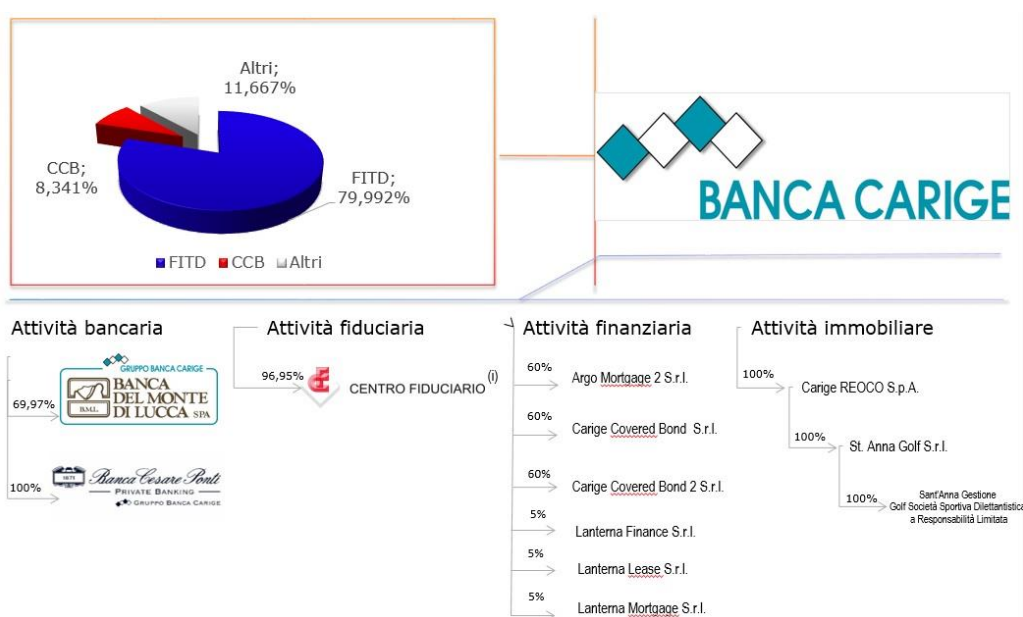 Altri;
11,667%
CCB;
8,341%
FITD;
79,992%
FITD CCB Altri
BANCA CARIGE
Attività bancaria
69,97%
GRUPPO BANCA CARIGE
BANCA
DEL MONTE
DI LUCCA SPA
B.M.L.
100%
1871
Banca Cesare Ponti
PRIVATE BANKING
GRUPPO BANCA CARIGE
Attività fiduciaria
96,95%
CENTRO FIDUCIARIO (i)
Attività finanziaria
60%
Argo Mortgage 2 S.r.l.
60%
Carige Covered Bond S.r.l.
60%
Carige Covered Bond 2 S.r.l.
5%
Lanterna Finance S.r.l.
5%
Lanterna Lease S.r.l.
5%
Lanterna Mortgage S.r.l.
Attività immobiliare
100%
Carige REOCO S.p.A.
100%
St. Anna Golf S.r.l.
100%
Sant'Anna Gestione
Golf Società Sportiva Dilettantistica
a Responsabilità Limitata